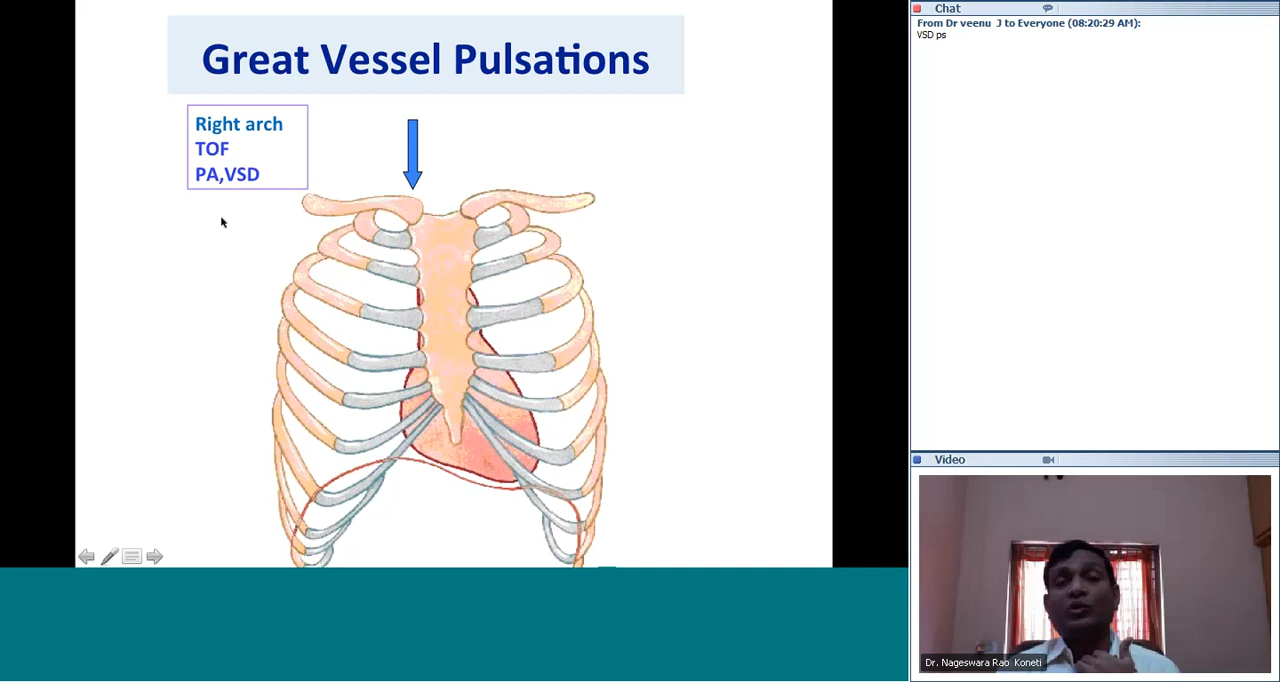 Great Vessel Pulsations
Right arch
TOF
PA,VSD
Chat
From Dr veenu J to Everyone (08:20:29 AM):
VSD ps
Video
Dr. Nageswara Rao Koneti